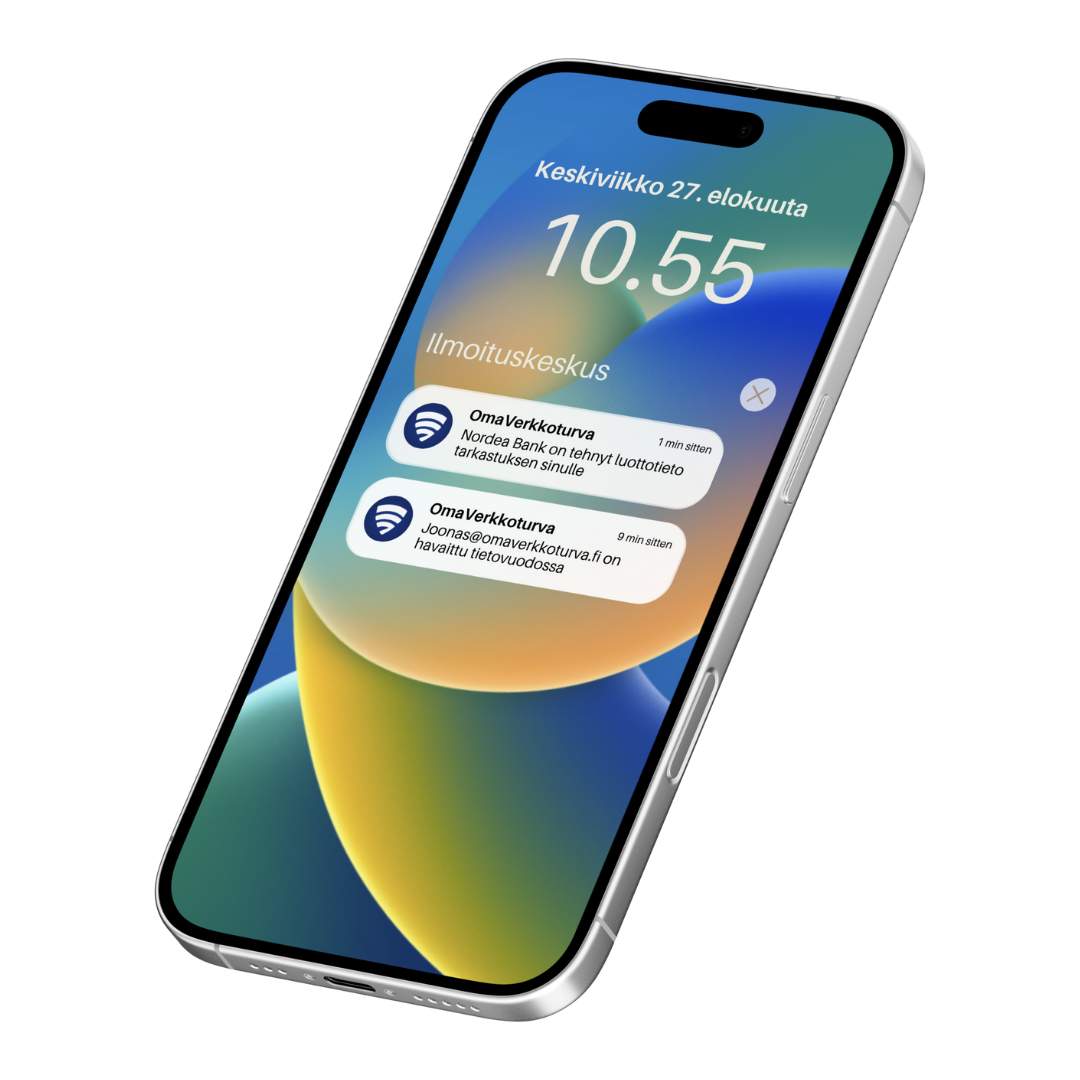 Keskiviikko 27. elokuuta
10.55
Ilmoituskeskus
OmaVerkkoturva
1 min sitten
Nordea Bank on tehnyt luottotieto
tarkastuksen sinulle
OmaVerkkoturva
9 min sitten
Joonas@omaverkkoturva.fi on
havaittu tietovuodossa